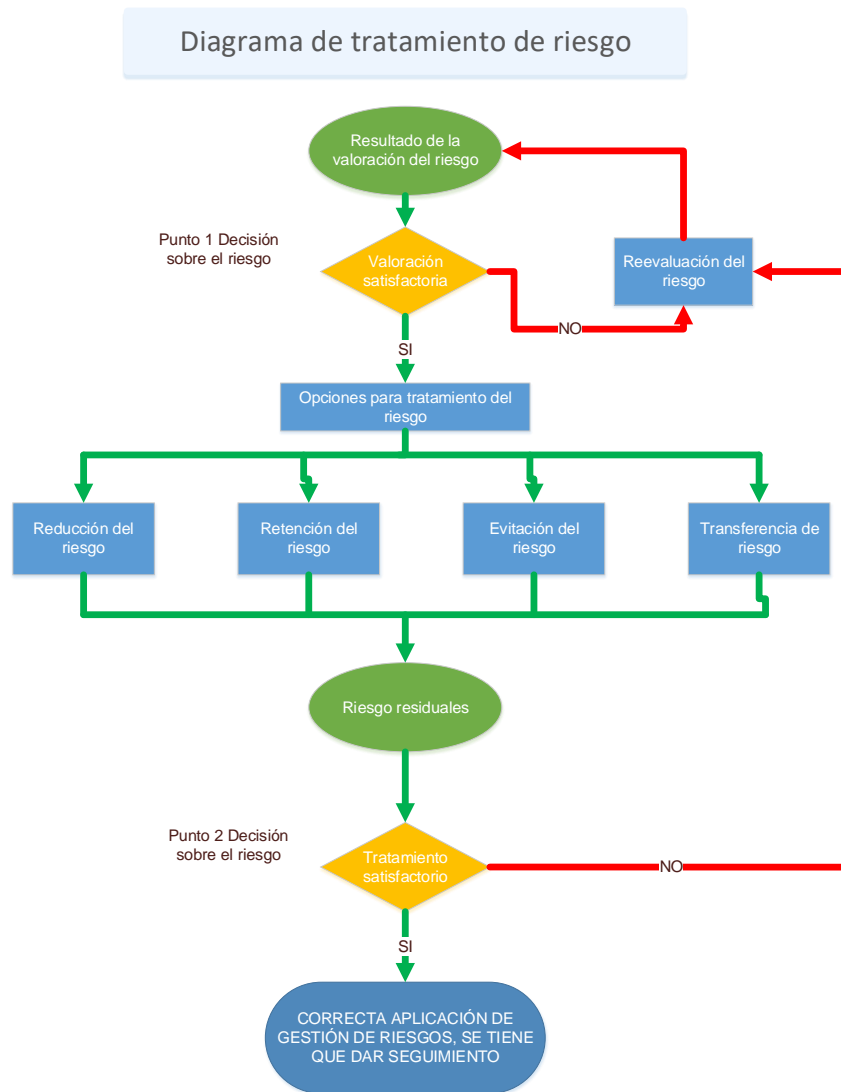 Diagrama de tratamiento de riesgo
Resultado de la
valoración del riesgo
Punto 1 Decisión
sobre el riesgo
Valoración
satisfactoria
Reevaluación del
riesgo
NO
SI
Opciones para tratamiento del
riesgo
Reducción del
riesgo
Retención del
riesgo
Evitación del
riesgo
Transferencia de
riesgo
Riesgo residuales
Punto 2 Decisión
sobre el riesgo
Tratamiento
satisfactorio
NO
SI
CORRECTA APLICACIÓN DE
GESTIÓN DE RIESGOS, SE TIENE
QUE DAR SEGUIMIENTO